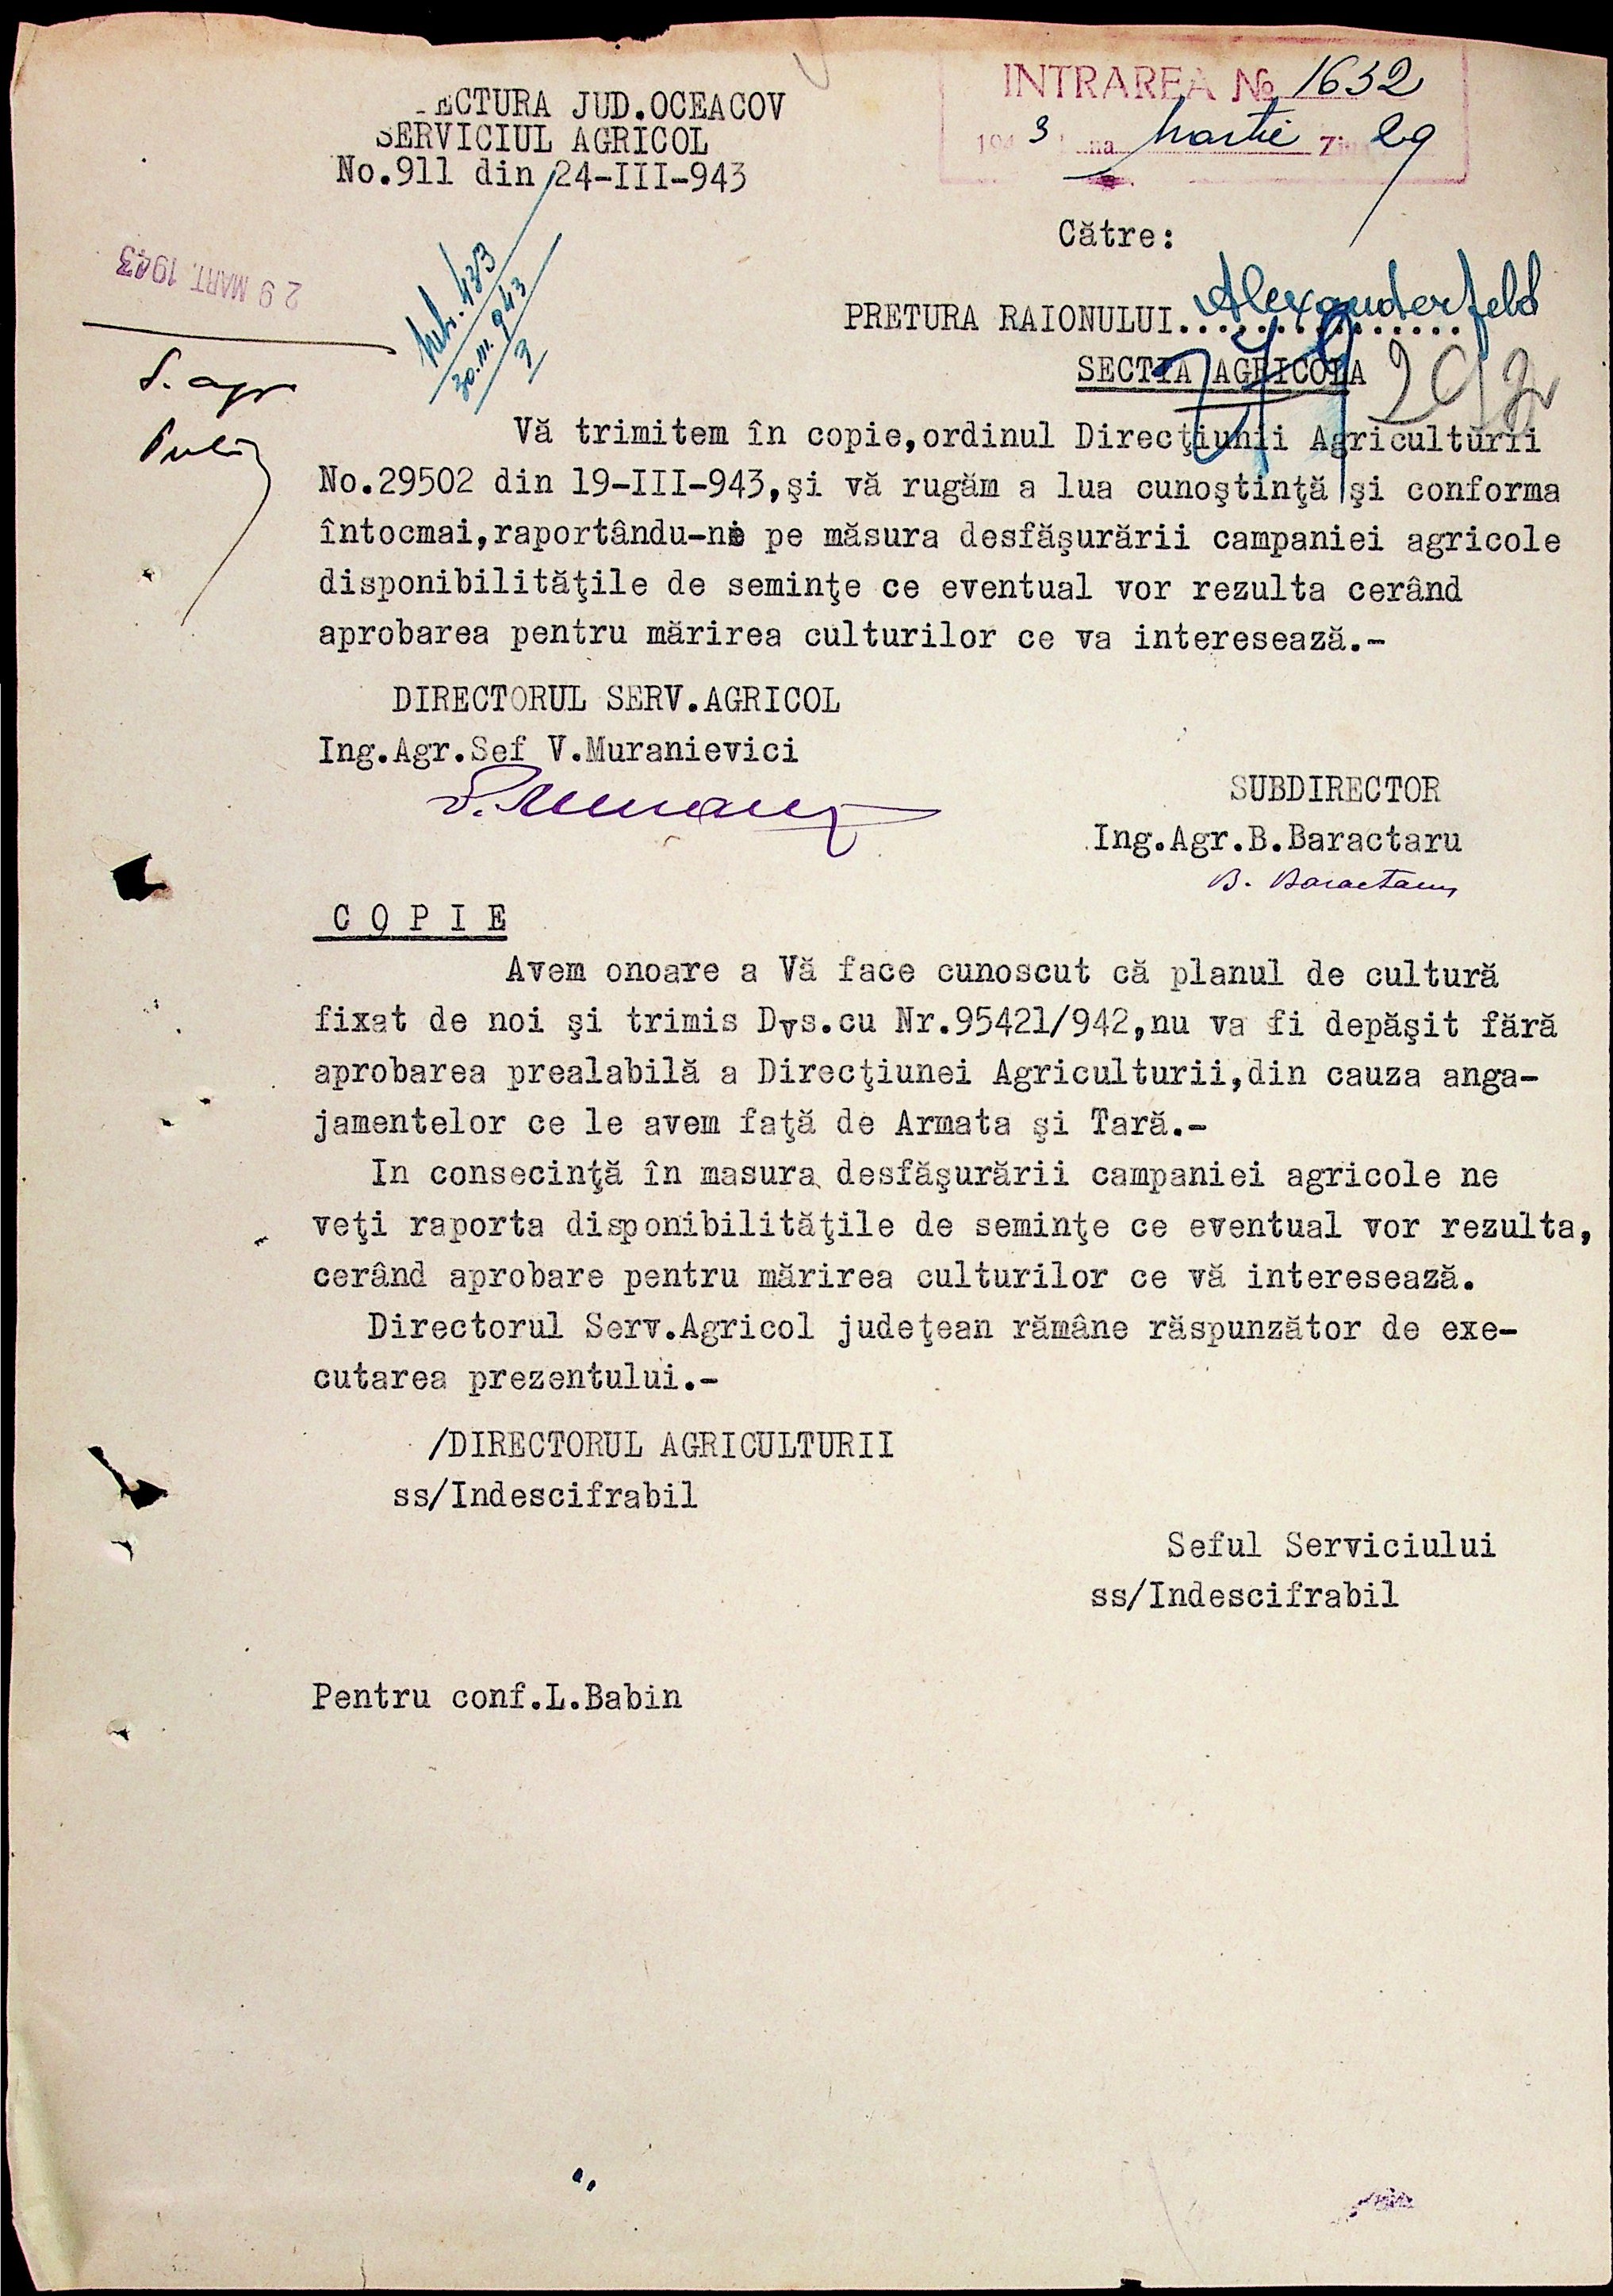 INTRAREA № 1632
1943 Luna Martie Ziua 29
ECTURA JUD.OCEACOV
SERVICIUL AGRICOL
No.911 din 24-III-943
29 MART. 1943
Către:
PRETURA RAIONULUI Alexanderfeld
SECTIA AGRICOLA
S. agr
483
30.III.943
3
Vă trimitem în copie,ordinul Direcţiunii Agriculturii
No.29502 din 19-III-943,şi vă rugăm a lua cunoştinţă şi conforma
întocmai,raportându-ne pe măsura desfăşurării campaniei agricole
disponibilităţile de seminţe ce eventual vor rezulta cerând
aprobarea pentru mărirea culturilor ce va interesează.-
DIRECTORUL SERV.AGRICOL
Ing.Agr.Sef V.Muranievici
SUBDIRECTOR
Ing.Agr.B.Baractaru
B. Baractaru
C O P I E
Avem onoare a Vă face cunoscut că planul de cultură
fixat de noi şi trimis Dvs.cu Nr.95421/942,nu va fi depăşit fără
aprobarea prealabilă a Direcţiunei Agriculturii,din cauza anga-
jamentelor ce le avem faţă de Armata şi Tară.-
In consecinţă în masura desfăşurării campaniei agricole ne
veţi raporta disponibilităţile de seminţe ce eventual vor rezulta,
cerând aprobare pentru mărirea culturilor ce vă interesează.
Directorul Serv.Agricol judeţean rămâne răspunzător de exe-
cutarea prezentului.-
/DIRECTORUL AGRICULTURII
ss/Indescifrabil
Seful Serviciului
ss/Indescifrabil
Pentru conf.L.Babin